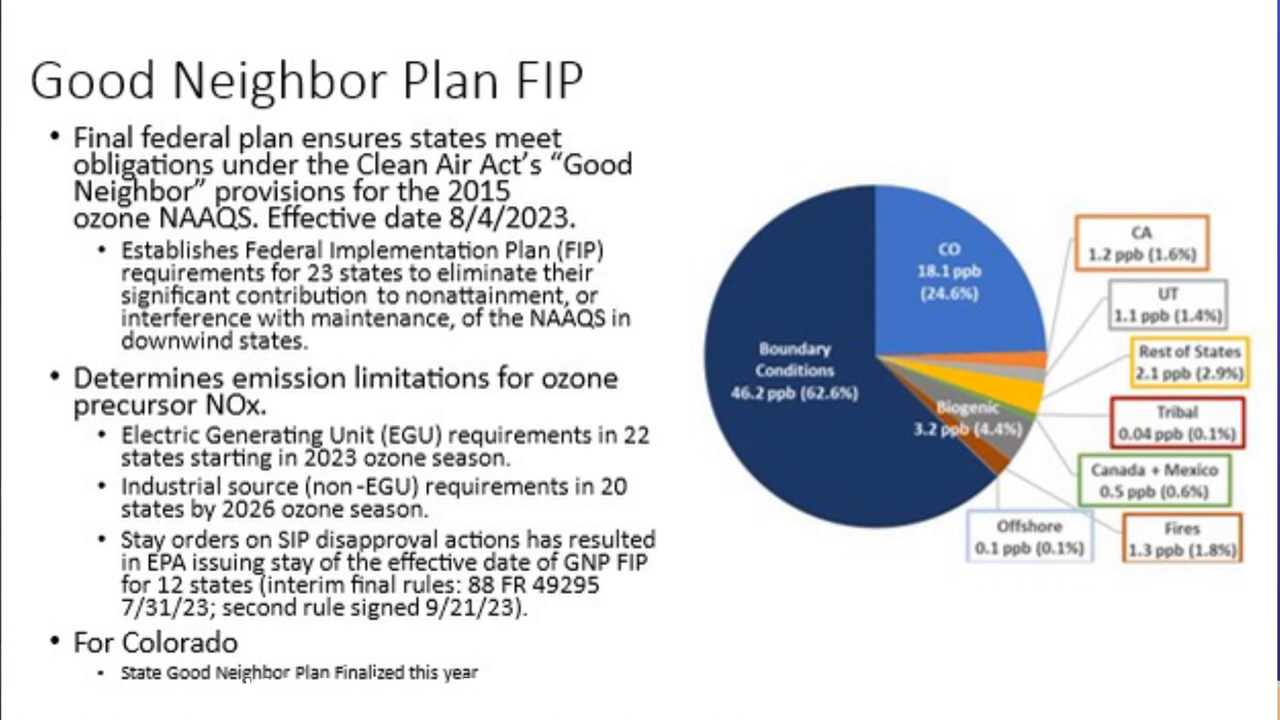 Good Neighbor Plan FIP
• Final federal plan ensures states meet
obligations under the Clean Air Act's “Good
Neighbor” provisions for the 2015
ozone NAAQS. Effective date 8/4/2023.
• Establishes Federal Implementation Plan (FIP)
requirements for 23 states to eliminate their
significant contribution to nonattainment, or
interference with maintenance, of the NAAQS in
downwind states.
• Determines emission limitations for ozone
precursor NOx.
• Electric Generating Unit (EGU) requirements in 22
states starting in 2023 ozone season.
• Industrial source (non-EGU) requirements in 20
states by 2026 ozone season.
• Stay orders on SIP disapproval actions has resulted
in EPA issuing stay of the effective date of GNP FIP
for 12 states (interim final rules: 88 FR 49295
7/31/23; second rule signed 9/21/23).
• For Colorado
• State Good Neighbor Plan Finalized this year
CO
18.1 ppb
(24.6%)
CA
1.2 ppb (1.6%)
UT
1.1 ppb (1.4%)
Rest of States
2.1 ppb (2.9%)
Tribal
0.04 ppb (0.1%)
Canada + Mexico
0.5 ppb (0.6%)
Fires
1.3 ppb (1.8%)
Offshore
0.1 ppb (0.1%)
Biogenic
3.2 ppb (4.4%)
Boundary
Conditions
46.2 ppb (62.6%)